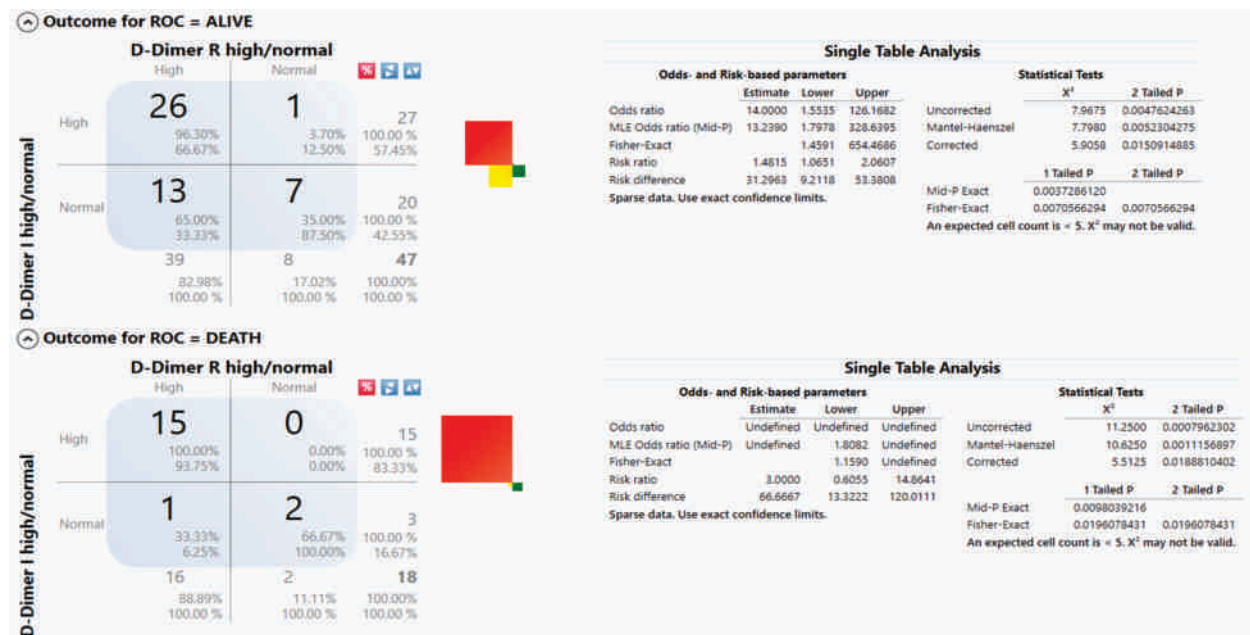 Outcome for ROC = ALIVE
D-Dimer R high/normal
High Normal
D-Dimer I high/normal
High 26 1 27
96.30% 3.70% 100.00 %
66.67% 12.50% 57.45%
Normal 13 7 20
65.00% 35.00% 100.00 %
33.33% 87.50% 42.55%
39 8 47
82.98% 17.02% 100.00%
100.00 % 100.00 % 100.00 %
Single Table Analysis
Odds- and Risk-based parameters
Estimate Lower Upper
Odds ratio 14.0000 1.5535 126.1682
MLE Odds ratio (Mid-P) 13.2390 1.7978 328.6395
Fisher-Exact 1.4591 654.4686
Risk ratio 1.4815 1.0651 2.0607
Risk difference 31.2963 9.2118 53.3808
Sparse data. Use exact confidence limits.
Statistical Tests
X² 2 Tailed P
Uncorrected 7.9675 0.0047624263
Mantel-Haenszel 7.7980 0.0052304275
Corrected 5.9058 0.0150914885
1 Tailed P 2 Tailed P
Mid-P Exact 0.0037286120
Fisher-Exact 0.0070566294 0.0070566294
An expected cell count is < 5. X² may not be valid.
Outcome for ROC = DEATH
D-Dimer R high/normal
High Normal
D-Dimer I high/normal
High 15 0 15
100.00% 0.00% 100.00 %
93.75% 0.00% 83.33%
Normal 1 2 3
33.33% 66.67% 100.00 %
6.25% 100.00% 16.67%
16 2 18
88.89% 11.11% 100.00%
100.00 % 100.00 % 100.00 %
Single Table Analysis
Odds- and Risk-based parameters
Estimate Lower Upper
Odds ratio Undefined Undefined Undefined
MLE Odds ratio (Mid-P) Undefined 1.8082 Undefined
Fisher-Exact 1.1590 Undefined
Risk ratio 3.0000 0.6055 14.8641
Risk difference 66.6667 13.3222 120.0111
Sparse data. Use exact confidence limits.
Statistical Tests
X² 2 Tailed P
Uncorrected 11.2500 0.0007962302
Mantel-Haenszel 10.6250 0.0011156897
Corrected 5.5125 0.0188810402
1 Tailed P 2 Tailed P
Mid-P Exact 0.0098039216
Fisher-Exact 0.0196078431 0.0196078431
An expected cell count is < 5. X² may not be valid.